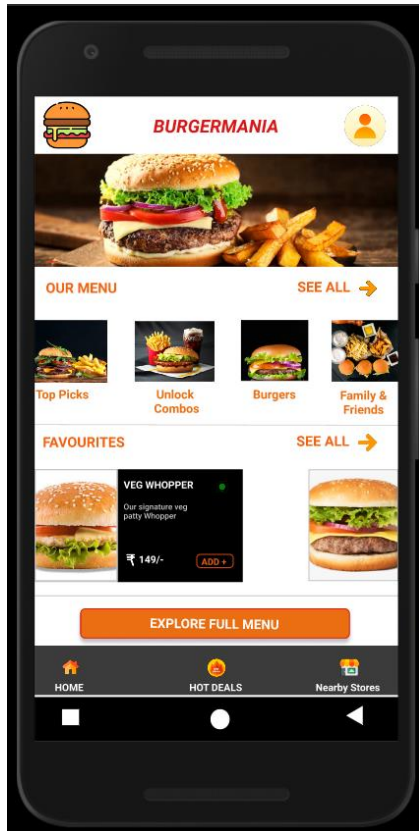 BURGERMANIA
OUR MENU
SEE ALL
Top Picks
Unlock
Combos
Burgers
Family &
Friends
FAVOURITES
SEE ALL
VEG WHOPPER
Our signature veg
patty Whopper
₹ 149/-
ADD +
EXPLORE FULL MENU
HOME
HOT DEALS
Nearby Stores